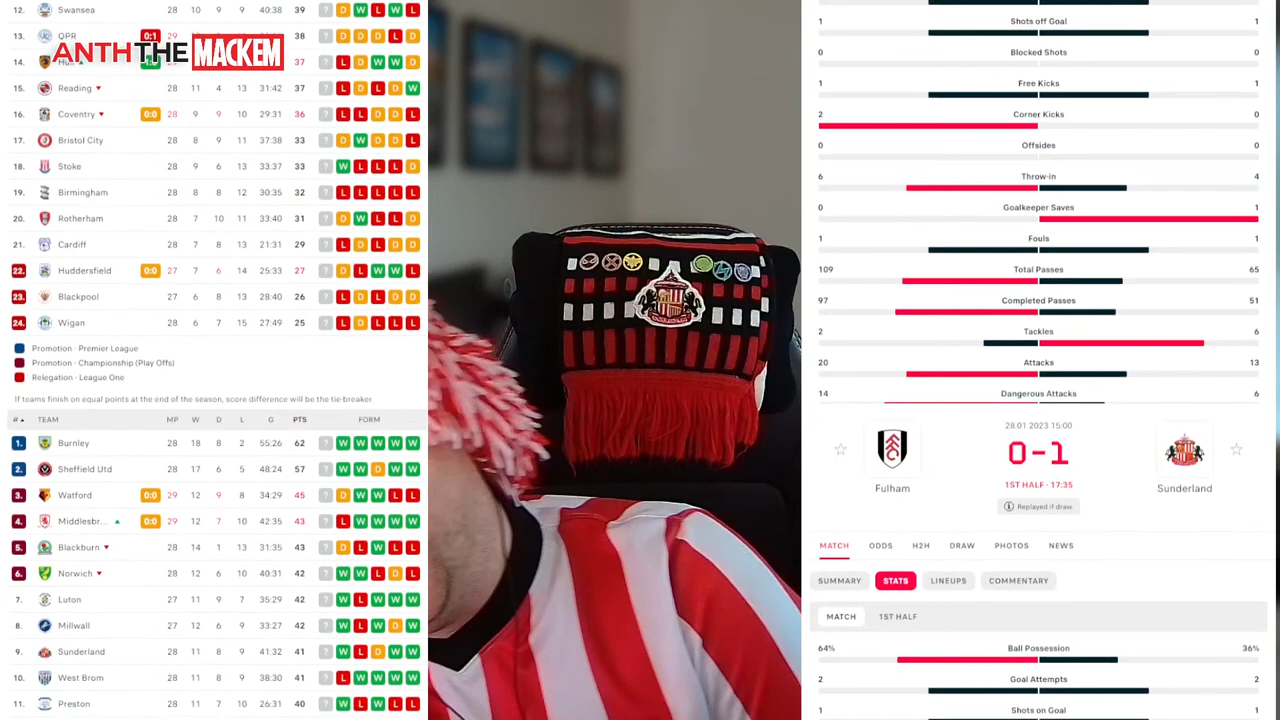 12. Swansea 28 10 9 9 40:38 39 ? D W L W L
13. QPR 0:1 29 38 ? D D D L D
ANTHTHE MACKEM
14. 37 ? L D W W D
15. Reading 28 11 4 13 31:42 37 ? L D L D W
16. Coventry 0:0 28 9 9 10 29:31 36 ? L L D D L
17. Bristol City 28 8 9 11 37:38 33 ? D W D D L
18. Stoke 28 9 6 13 33:37 33 ? W L L L D
19. Birmingham 28 8 8 12 30:35 32 ? L L L L L
20. Rotherham 28 7 10 11 33:40 31 ? D W L L D
21. Cardiff 28 7 8 13 21:31 29 ? L D L D D
22. Huddersfield 0:0 27 7 6 14 25:33 27 ? D L W W L
23. Blackpool 27 6 8 13 28:40 26 ? L D L D D
24. Wigan 28 6 7 15 27:49 25 ? L D L L L
Promotion - Premier League
Promotion - Championship (Play Offs)
Relegation - League One
If teams finish on equal points at the end of the season, score difference will be the tie-breaker.
# TEAM MP W D L G PTS FORM
1. Burnley 28 18 8 2 55:26 62 ? W W W W W
2. Sheffield Utd 28 17 6 5 48:24 57 ? W W D W W
3. Watford 0:0 29 12 9 8 34:29 45 ? D W W L L
4. Middlesbr... 0:0 29 12 7 10 42:35 43 ? L W W W W
5. Blackburn 28 14 1 13 31:35 43 ? D L W L L
6. Norwich 28 12 6 10 40:31 42 ? W W L D L
7. Luton 27 11 9 7 35:29 42 ? W L W W W
8. Millwall 27 12 6 9 33:27 42 ? W L W D W
9. Sunderland 28 11 8 9 41:32 41 ? W L D W W
10. West Brom 28 11 8 9 38:30 41 ? L W W W W
11. Preston 28 11 7 10 26:31 40 ? W L W L L
1 Shots off Goal 1
0 Blocked Shots 0
1 Free Kicks 1
2 Corner Kicks 0
0 Offsides 0
6 Throw-in 4
0 Goalkeeper Saves 1
1 Fouls 1
109 Total Passes 65
97 Completed Passes 51
2 Tackles 6
20 Attacks 13
14 Dangerous Attacks 6
28.01.2023 15:00
0-1
1ST HALF - 17:35
Fulham Sunderland
Replayed if draw.
MATCH ODDS H2H DRAW PHOTOS NEWS
SUMMARY STATS LINEUPS COMMENTARY
MATCH 1ST HALF
64% Ball Possession 36%
2 Goal Attempts 2
1 Shots on Goal 1